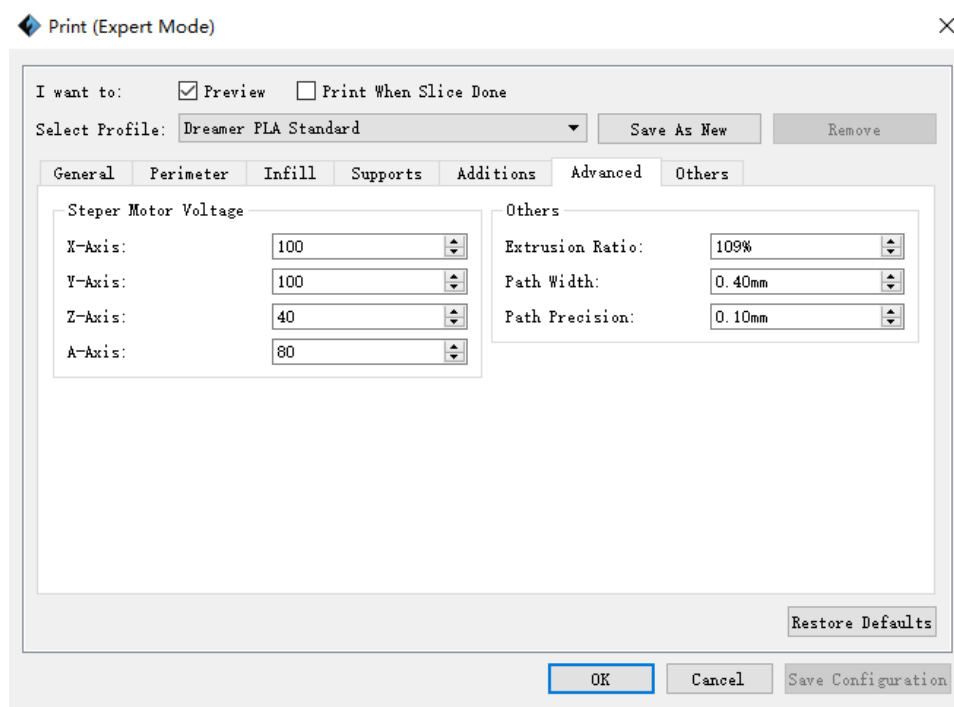 Print (Expert Mode)
I want to: Preview Print When Slice Done
Select Profile: Dreamer PLA Standard Save As New Remove
General Perimeter Infill Supports Additions Advanced Others
Steper Motor Voltage Others
X-Axis: 100 Extrusion Ratio: 109%
Y-Axis: 100 Path Width: 0.40mm
Z-Axis: 40 Path Precision: 0.10mm
A-Axis: 80
Restore Defaults
OK Cancel Save Configuration